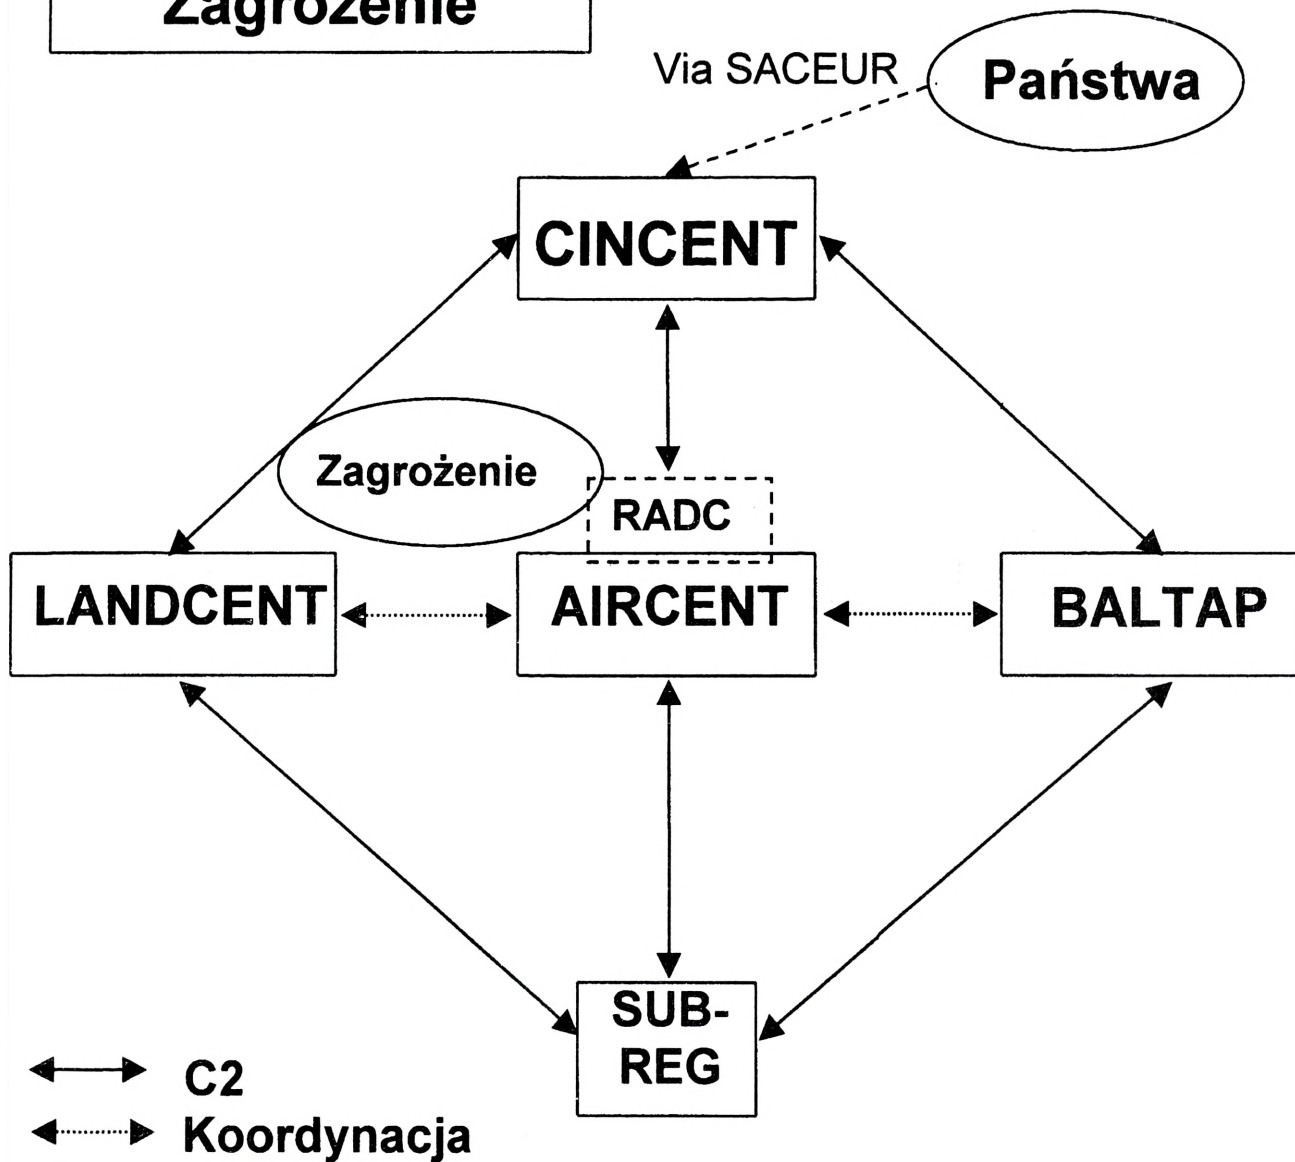 Zagrożenie
Via SACEUR
Państwa
CINCENT
Zagrożenie
RADC
LANDCENT
AIRCENT
BALTAP
SUB-
REG
C2
Koordynacja